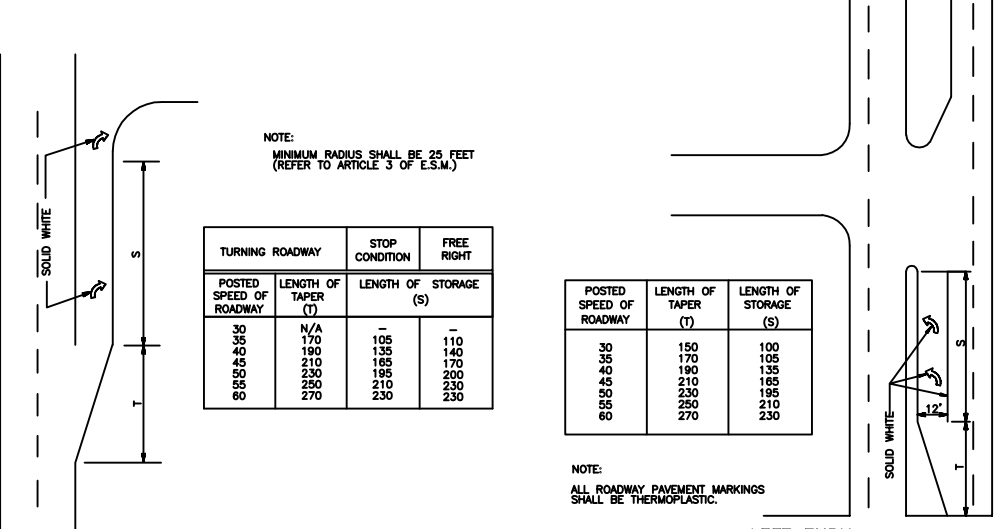 NOTE:
MINIMUM RADIUS SHALL BE 25 FEET
(REFER TO ARTICLE 3 OF E.S.M.)
SOLID WHITE
S
T
TURNING ROADWAY STOP CONDITION FREE RIGHT
POSTED SPEED OF ROADWAY LENGTH OF TAPER (T) LENGTH OF STORAGE (S)
30 N/A – –
35 170 105 110
40 190 135 140
45 210 165 170
50 230 195 200
55 250 210 230
60 270 230 230
POSTED SPEED OF ROADWAY LENGTH OF TAPER (T) LENGTH OF STORAGE (S)
30 150 100
35 170 105
40 190 135
45 210 165
50 230 195
55 250 210
60 270 230
NOTE:
ALL ROADWAY PAVEMENT MARKINGS
SHALL BE THERMOPLASTIC.
SOLID WHITE
12'
S
T